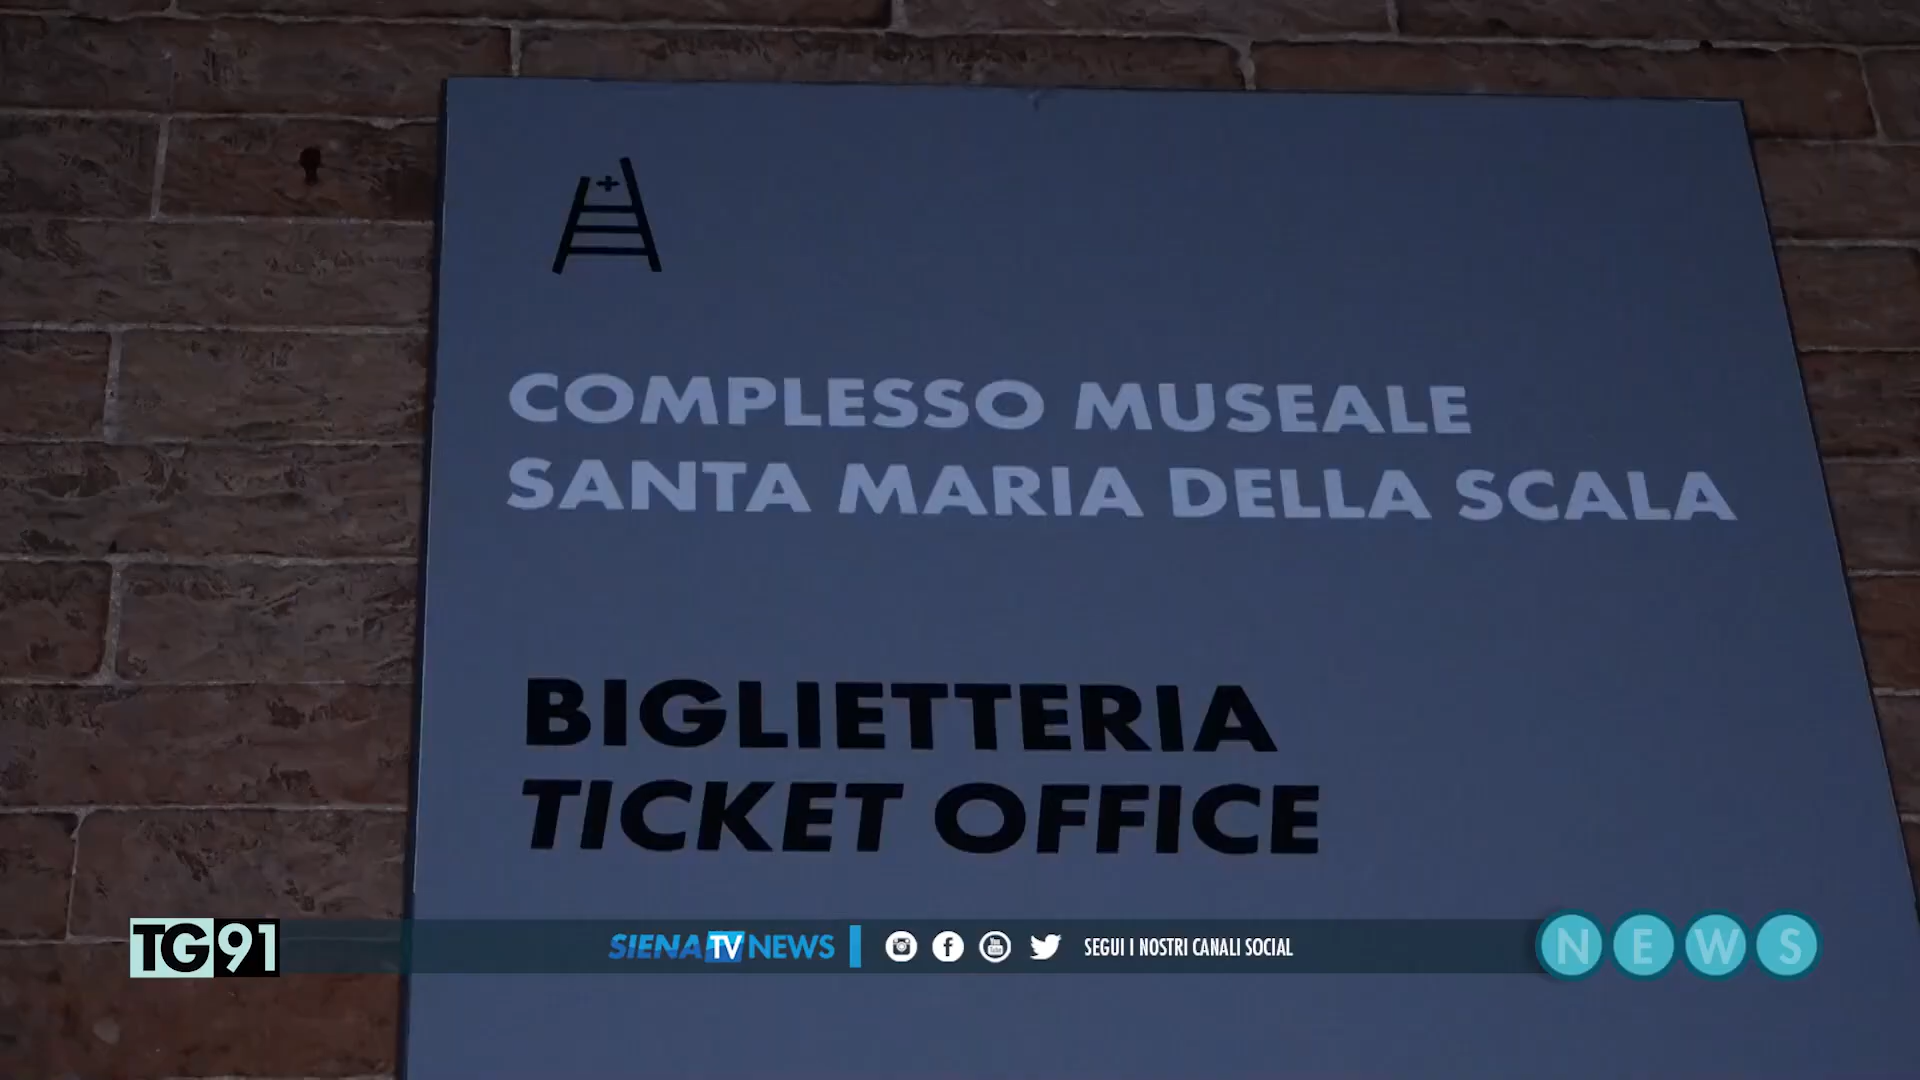 COMPLESSO MUSEALE
SANTA MARIA DELLA SCALA
BIGLIETTERIA
TICKET OFFICE
TG91
SIENA TV NEWS
SEGUI I NOSTRI CANALI SOCIAL
NEWS